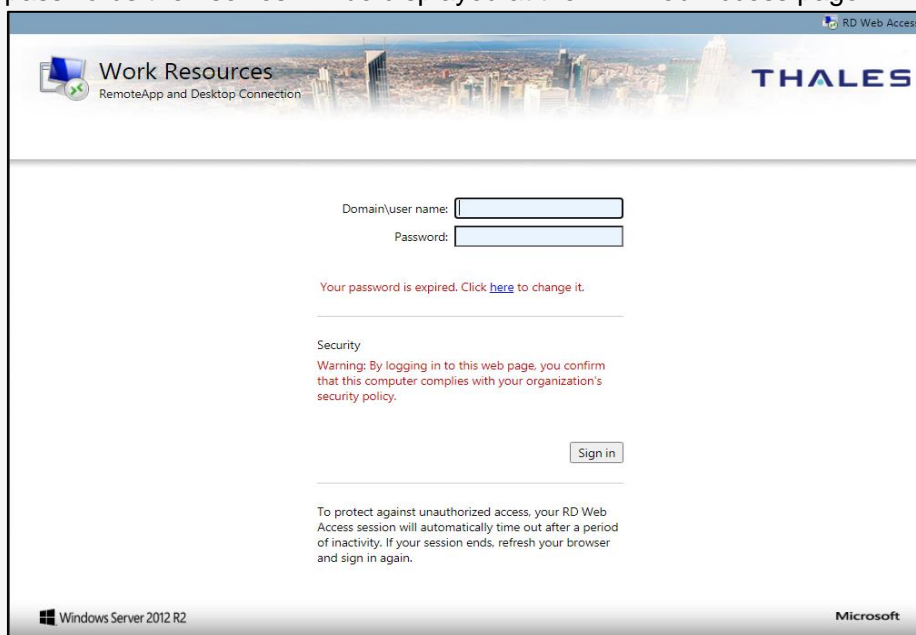 RD Web Access
Work Resources
RemoteApp and Desktop Connection
THALES
Domain\user name:
Password:
Your password is expired. Click here to change it.
Security
Warning: By logging in to this web page, you confirm
that this computer complies with your organization's
security policy.
Sign in
To protect against unauthorized access, your RD Web
Access session will automatically time out after a period
of inactivity. If your session ends, refresh your browser
and sign in again.
Windows Server 2012 R2
Microsoft